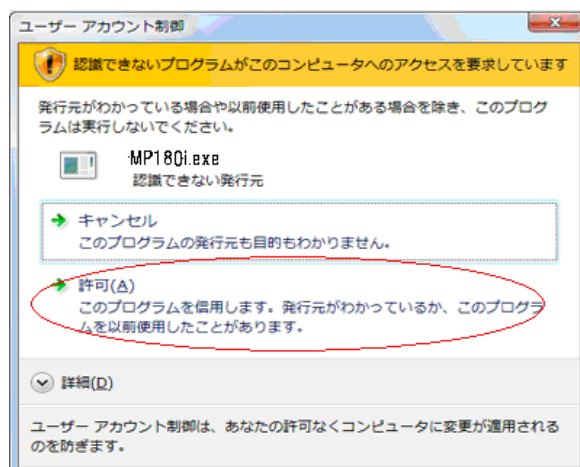 ユーザー アカウント制御
認識できないプログラムがこのコンピュータへのアクセスを要求しています
発行元がわかっている場合や以前使用したことがある場合を除き、このプログ
ラムは実行しないでください。
MP180i.exe
認識できない発行元
キャンセル
このプログラムの発行元も目的もわかりません。
許可(A)
このプログラムを信用します。発行元がわかっているか、このプログラ
ムを以前使用したことがあります。
詳細(D)
ユーザー アカウント制御は、あなたの許可なくコンピュータに変更が適用される
のを防ぎます。